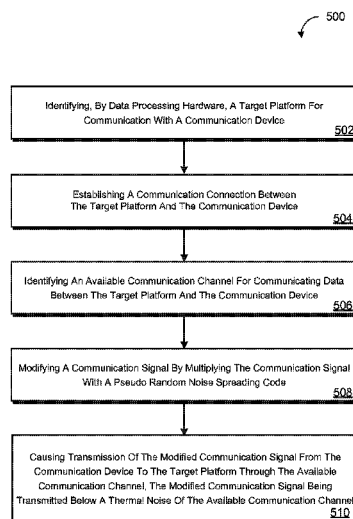 500
Identifying, By Data Processing Hardware, A Target Platform For
Communication With A Communication Device
502
Establishing A Communication Connection Between
The Target Platform And The Communication Device
504
Identifying An Available Communication Channel For Communicating Data
Between The Target Platform And The Communication Device
506
Modifying A Communication Signal By Multiplying The Communication Signal
With A Pseudo Random Noise Spreading Code
508
Causing Transmission Of The Modified Communication Signal From The
Communication Device To The Target Platform Through The Available
Communication Channel, The Modified Communication Signal Being
Transmitted Below A Thermal Noise Of The Available Communication Channel
510